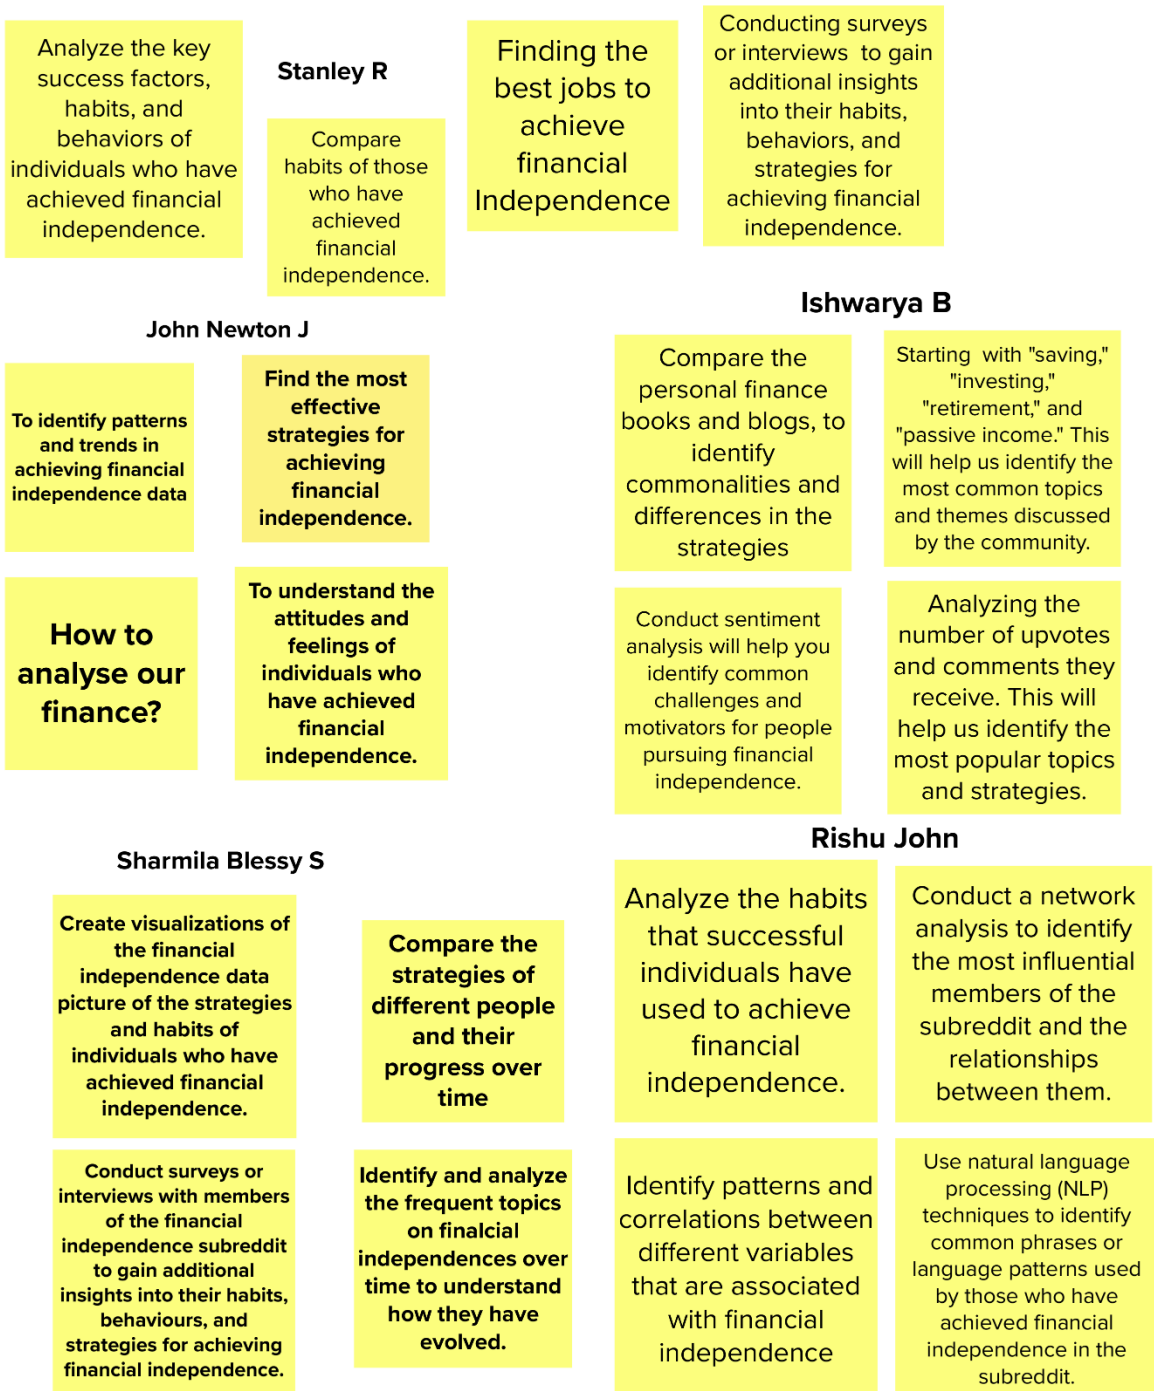 Analyze the key
success factors,
habits, and
behaviors of
individuals who have
achieved financial
independence.
Stanley R
Compare
habits of those
who have
achieved
financial
independence.
Finding the
best jobs to
achieve
financial
Independence
Conducting surveys
or interviews  to gain
additional insights
into their habits,
behaviors, and
strategies for
achieving financial
independence.
John Newton J
To identify patterns
and trends in
achieving financial
independence data
Find the most
effective
strategies for
achieving
financial
independence.
How to
analyse our
finance?
To understand the
attitudes and
feelings of
individuals who
have achieved
financial
independence.
Ishwarya B
Compare the
personal finance
books and blogs, to
identify
commonalities and
differences in the
strategies
Starting  with "saving,"
"investing,"
"retirement," and
"passive income." This
will help us identify the
most common topics
and themes discussed
by the community.
Conduct sentiment
analysis will help you
identify common
challenges and
motivators for people
pursuing financial
independence.
Analyzing the
number of upvotes
and comments they
receive. This will
help us identify the
most popular topics
and strategies.
Sharmila Blessy S
Create visualizations of
the financial
independence data
picture of the strategies
and habits of
individuals who have
achieved financial
independence.
Compare the
strategies of
different people
and their
progress over
time
Conduct surveys or
interviews with members
of the financial
independence subreddit
to gain additional
insights into their habits,
behaviours, and
strategies for achieving
financial independence.
Identify and analyze
the frequent topics
on finalcial
independences over
time to understand
how they have
evolved.
Rishu John
Analyze the habits
that successful
individuals have
used to achieve
financial
independence.
Conduct a network
analysis to identify
the most influential
members of the
subreddit and the
relationships
between them.
Identify patterns and
correlations between
different variables
that are associated
with financial
independence
Use natural language
processing (NLP)
techniques to identify
common phrases or
language patterns used
by those who have
achieved financial
independence in the
subreddit.